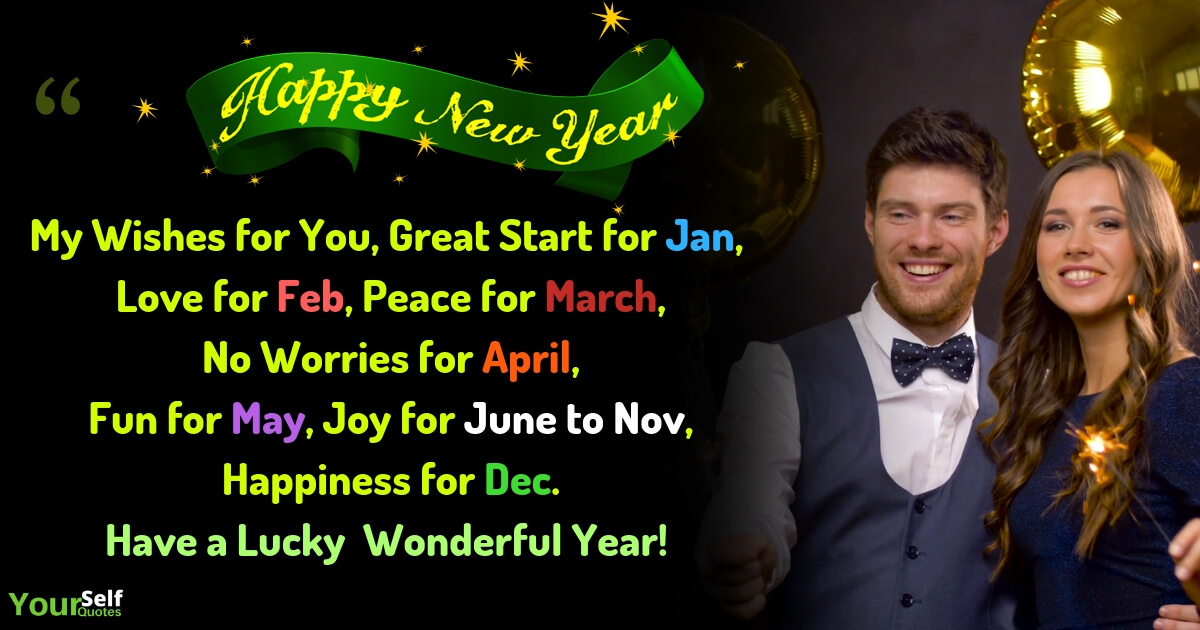 Happy New Year
My Wishes for You, Great Start for Jan,
Love for Feb, Peace for March,
No Worries for April,
Fun for May, Joy for June to Nov,
Happiness for Dec.
Have a Lucky  Wonderful Year!
YourSelf Quotes